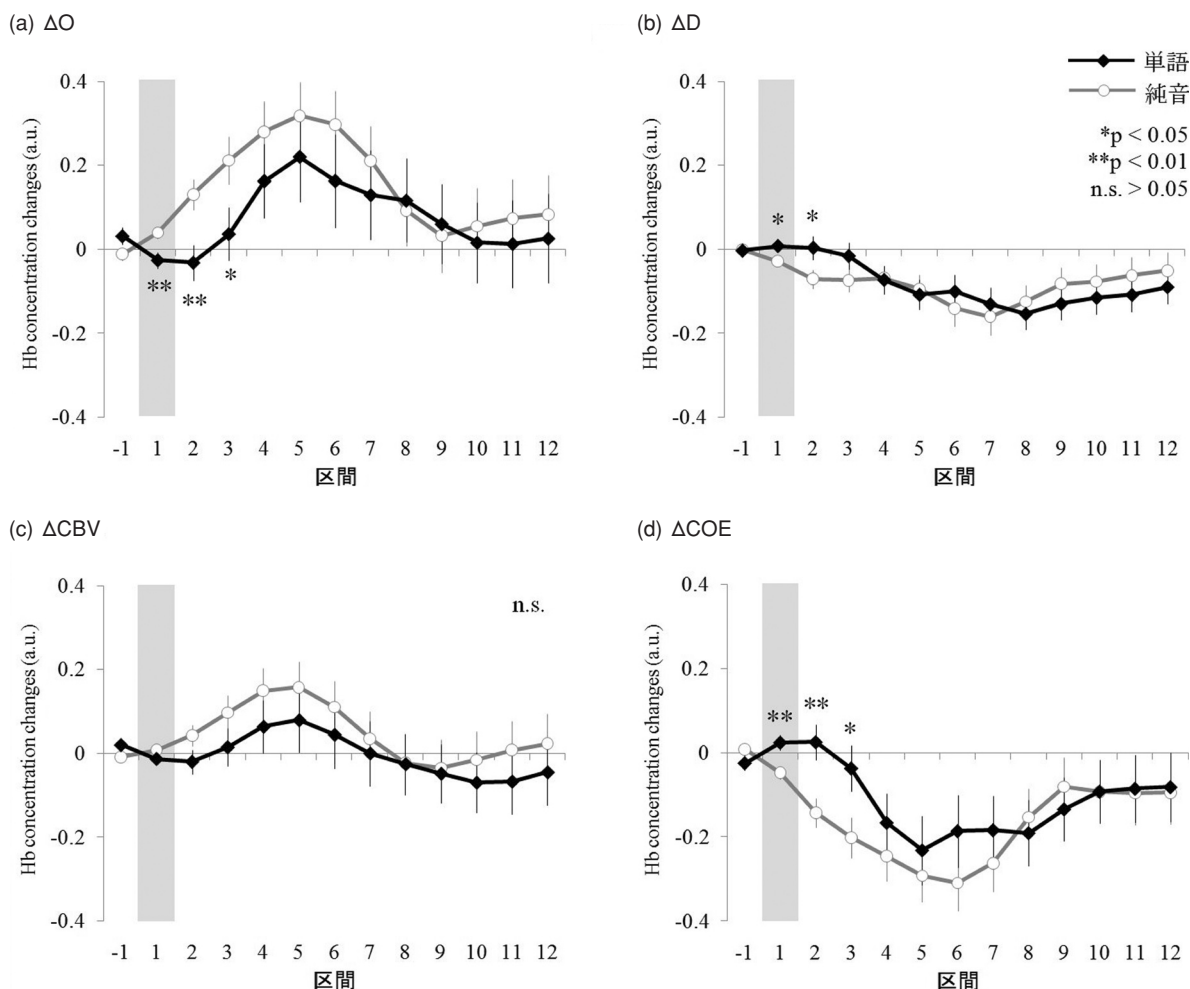 (a) ΔO
0.4
0.2
0
-0.2
-0.4
Hb concentration changes (a.u.)
** ** *
-1 1 2 3 4 5 6 7 8 9 10 11 12
区間
(b) ΔD
単語
純音
*p < 0.05
**p < 0.01
n.s. > 0.05
0.4
0.2
0
-0.2
-0.4
Hb concentration changes (a.u.)
* *
-1 1 2 3 4 5 6 7 8 9 10 11 12
区間
(c) ΔCBV
n.s.
0.4
0.2
0
-0.2
-0.4
Hb concentration changes (a.u.)
-1 1 2 3 4 5 6 7 8 9 10 11 12
区間
(d) ΔCOE
0.4
0.2
0
-0.2
-0.4
Hb concentration changes (a.u.)
** ** *
-1 1 2 3 4 5 6 7 8 9 10 11 12
区間